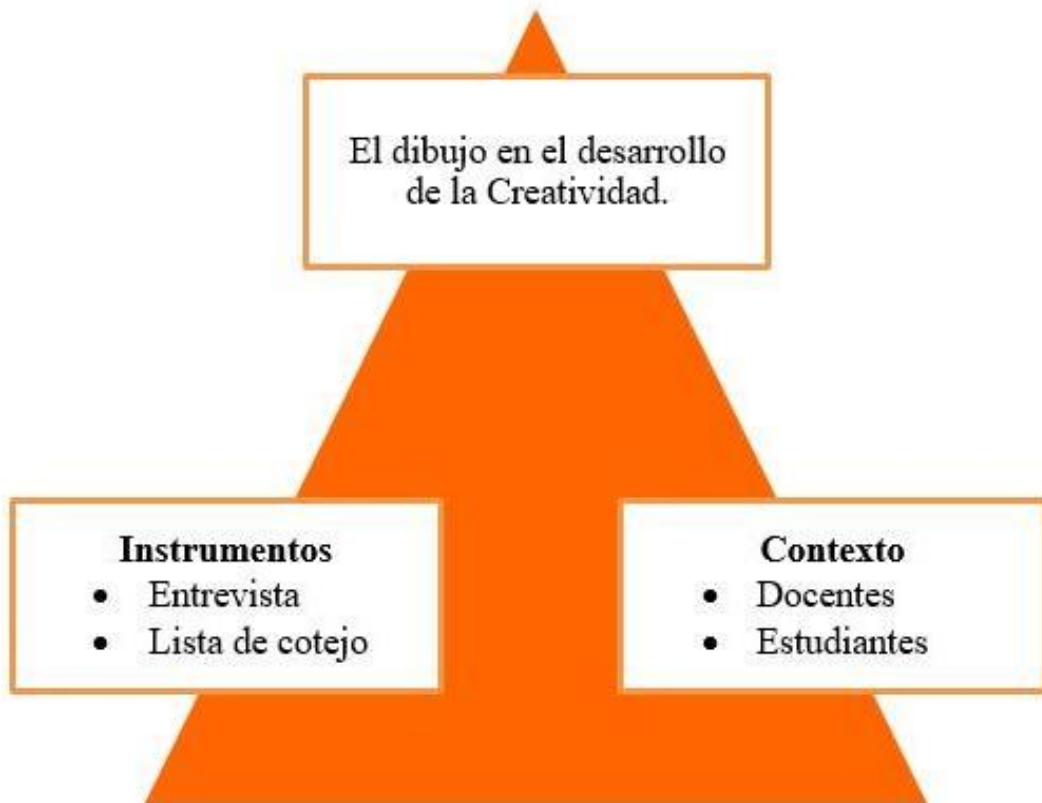 El dibujo en el desarrollo
de la Creatividad.
Instrumentos
• Entrevista
• Lista de cotejo
Contexto
• Docentes
• Estudiantes